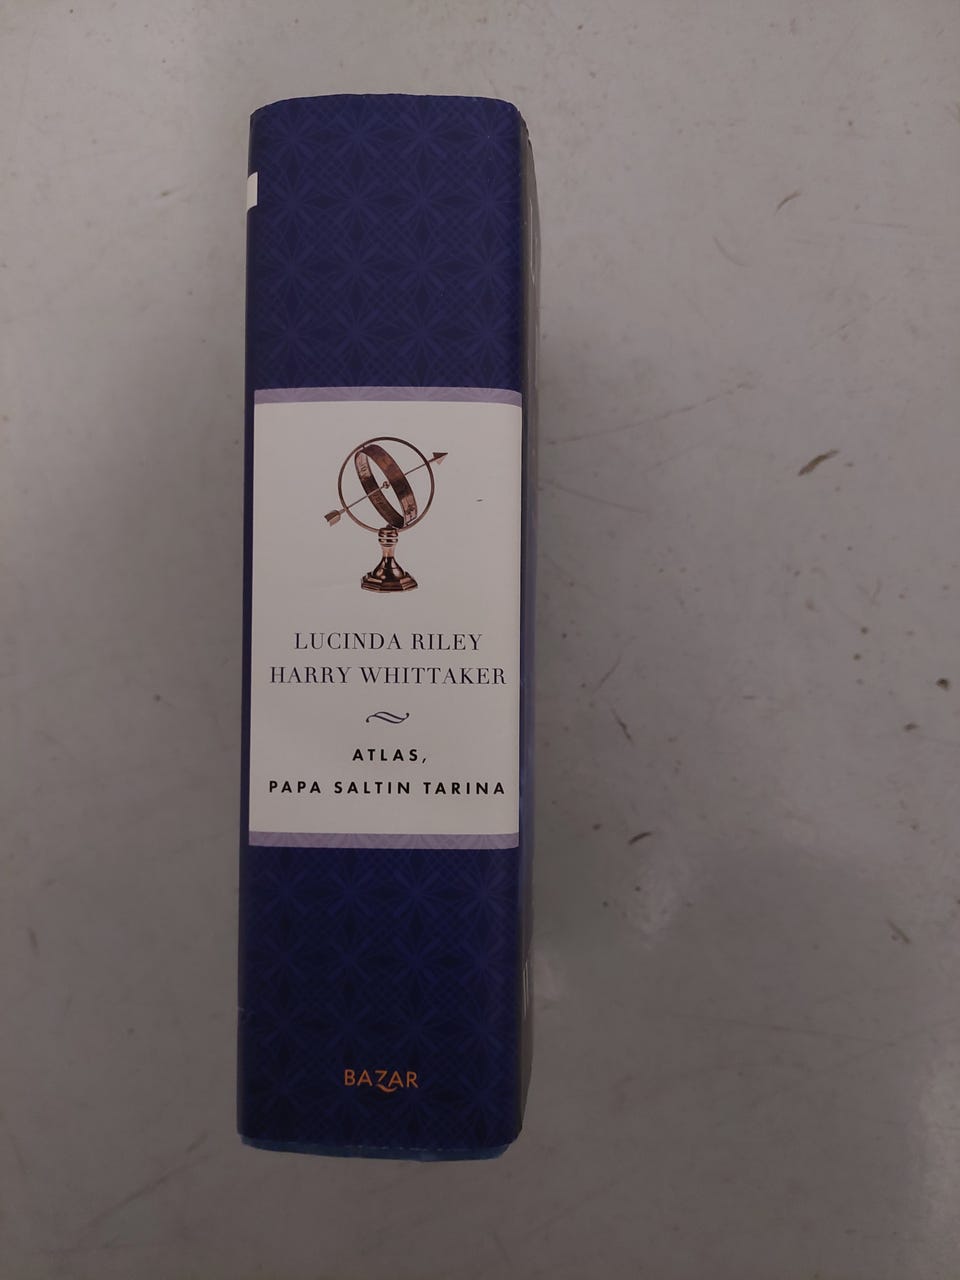 LUCINDA RILEY
HARRY WHITTAKER
ATLAS,
PAPA SALTIN TARINA
BAZAR